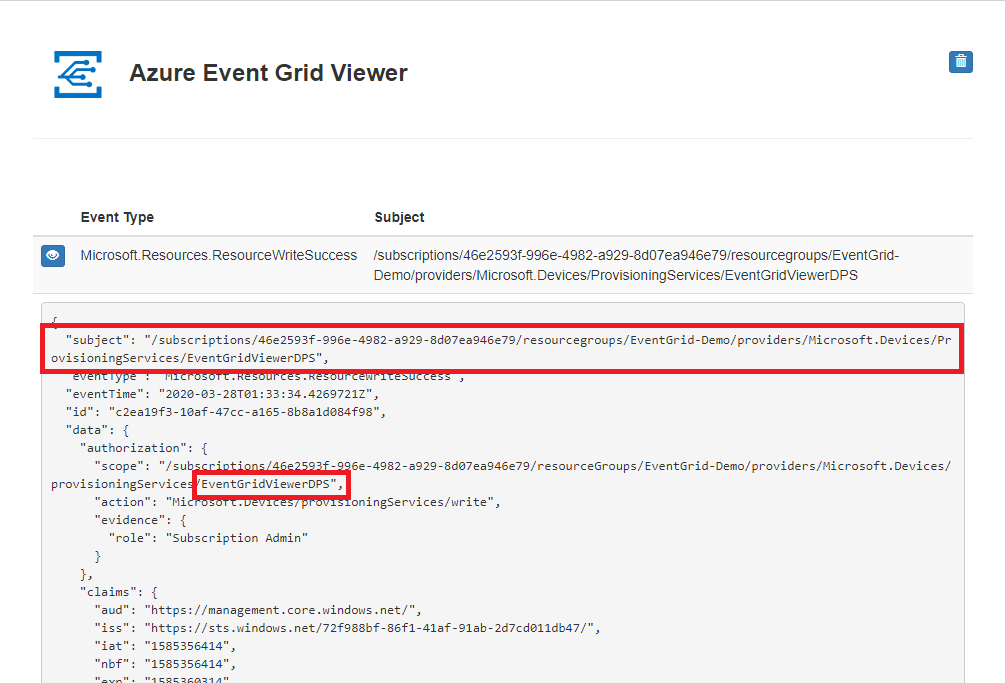 Azure Event Grid Viewer
Event Type Subject
Microsoft.Resources.ResourceWriteSuccess /subscriptions/46e2593f-996e-4982-a929-8d07ea946e79/resourcegroups/EventGrid-
Demo/providers/Microsoft.Devices/ProvisioningServices/EventGridViewerDPS
{
"subject": "/subscriptions/46e2593f-996e-4982-a929-8d07ea946e79/resourcegroups/EventGrid-Demo/providers/Microsoft.Devices/Pr
ovisioningServices/EventGridViewerDPS",
"eventType": "Microsoft.Resources.ResourceWriteSuccess",
"eventTime": "2020-03-28T01:33:34.4269721Z",
"id": "c2ea19f3-10af-47cc-a165-8b8a1d084f98",
"data": {
"authorization": {
"scope": "/subscriptions/46e2593f-996e-4982-a929-8d07ea946e79/resourceGroups/EventGrid-Demo/providers/Microsoft.Devices/
provisioningServices/EventGridViewerDPS",
"action": "Microsoft.Devices/provisioningServices/write",
"evidence": {
"role": "Subscription Admin"
}
},
"claims": {
"aud": "https://management.core.windows.net/",
"iss": "https://sts.windows.net/72f988bf-86f1-41af-91ab-2d7cd011db47/",
"iat": "1585356414",
"nbf": "1585356414",
"exp": "1585360314"